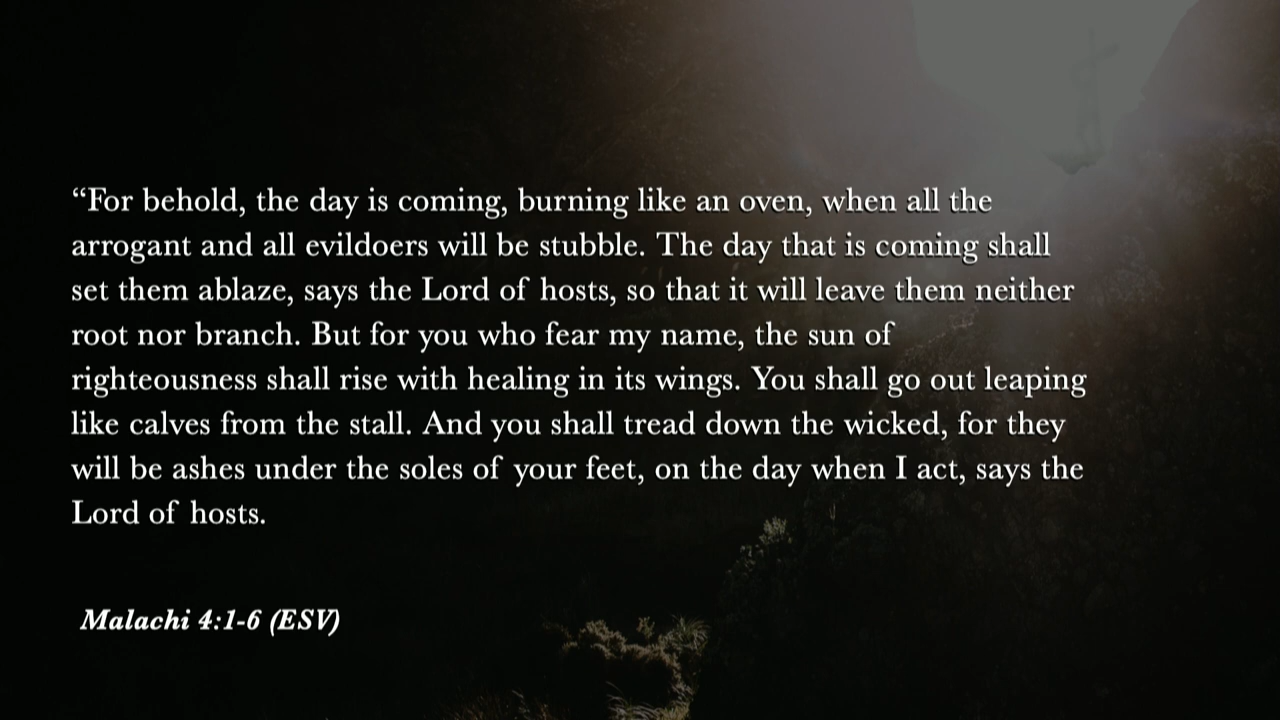 “For behold, the day is coming, burning like an oven, when all the
arrogant and all evildoers will be stubble. The day that is coming shall
set them ablaze, says the Lord of hosts, so that it will leave them neither
root nor branch. But for you who fear my name, the sun of
righteousness shall rise with healing in its wings. You shall go out leaping
like calves from the stall. And you shall tread down the wicked, for they
will be ashes under the soles of your feet, on the day when I act, says the
Lord of hosts.
Malachi 4:1-6 (ESV)